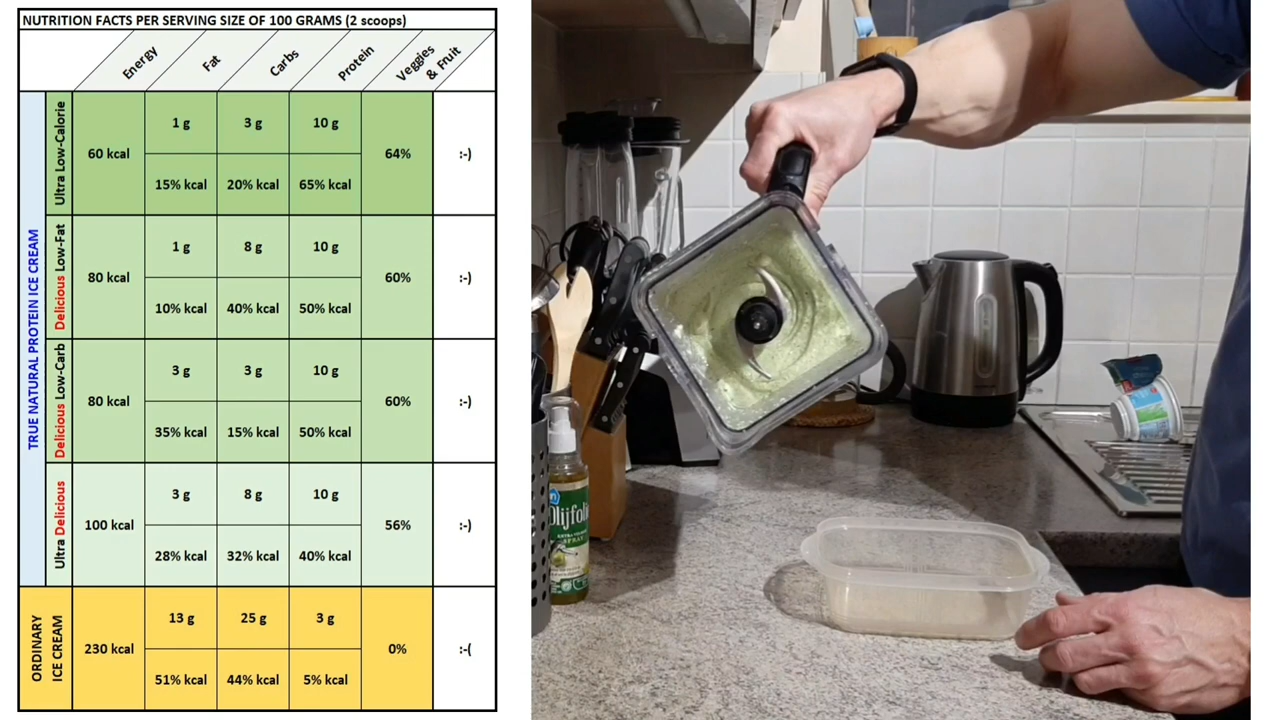 NUTRITION FACTS PER SERVING SIZE OF 100 GRAMS (2 scoops)
Energy
Fat
Carbs
Protein
Veggies
& Fruit
TRUE NATURAL PROTEIN ICE CREAM
Ultra Low-Calorie
60 kcal
1 g
3 g
10 g
15% kcal
20% kcal
65% kcal
64%
:-)
Delicious Low-Fat
80 kcal
1 g
8 g
10 g
10% kcal
40% kcal
50% kcal
60%
:-)
Delicious Low-Carb
80 kcal
3 g
3 g
10 g
35% kcal
15% kcal
50% kcal
60%
:-)
Ultra Delicious
100 kcal
3 g
8 g
10 g
28% kcal
32% kcal
40% kcal
56%
:-)
ORDINARY
ICE CREAM
230 kcal
13 g
25 g
3 g
51% kcal
44% kcal
5% kcal
0%
:-(
Olijfolie
SPRAY